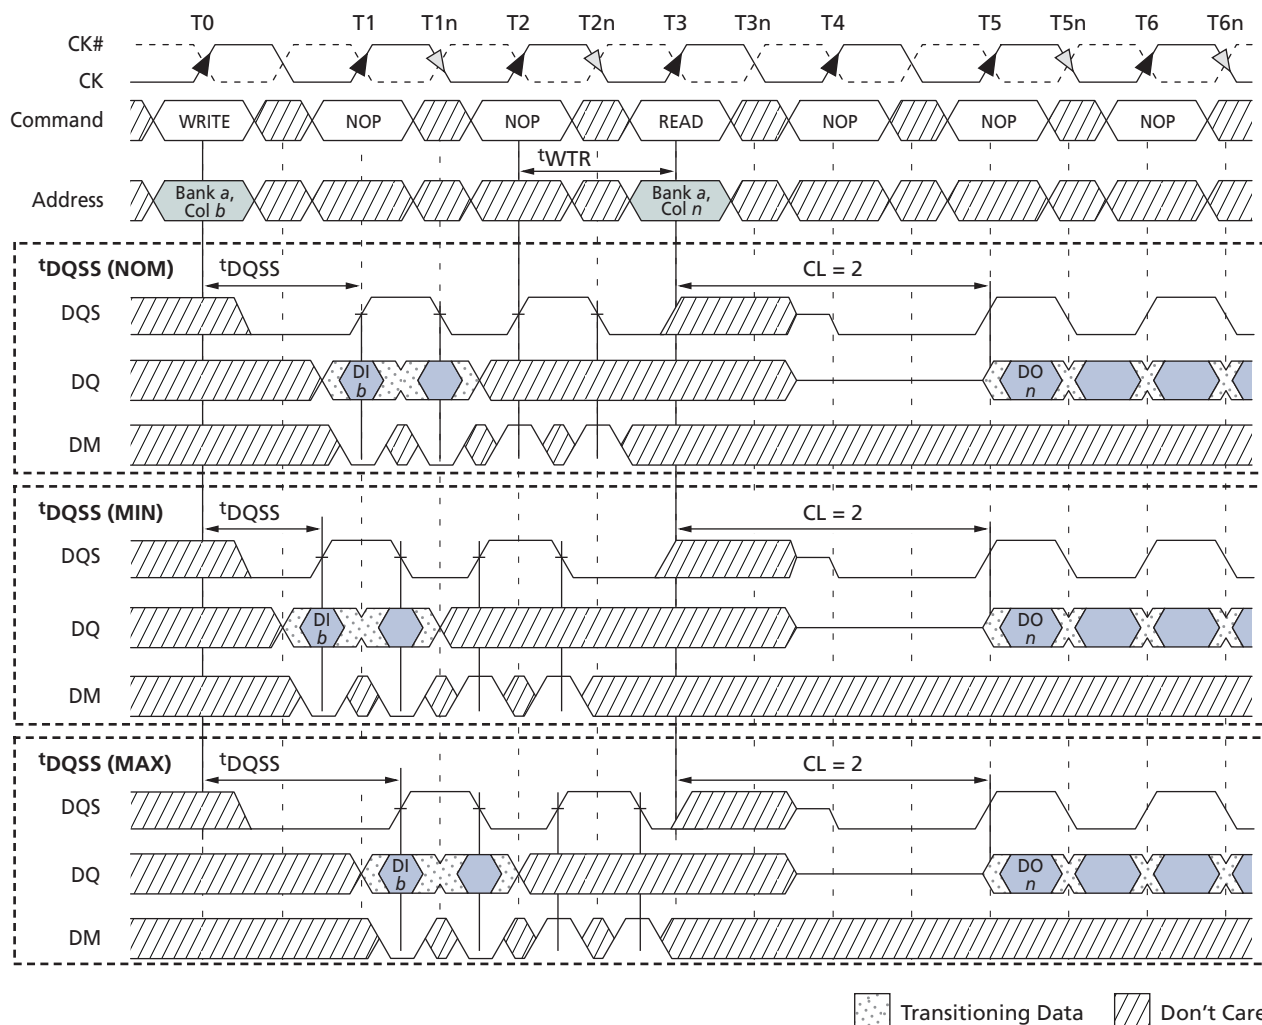 T0 T1 T1n T2 T2n T3 T3n T4 T5 T5n T6 T6n
CK#
CK
Command WRITE NOP NOP READ NOP NOP NOP
tWTR
Address Bank a, Col b Bank a, Col n
tDQSS (NOM) tDQSS CL = 2
DQS
DQ DI b DO n
DM
tDQSS (MIN) tDQSS CL = 2
DQS
DQ DI b DO n
DM
tDQSS (MAX) tDQSS CL = 2
DQS
DQ DI b DO n
DM
Transitioning Data Don't Care